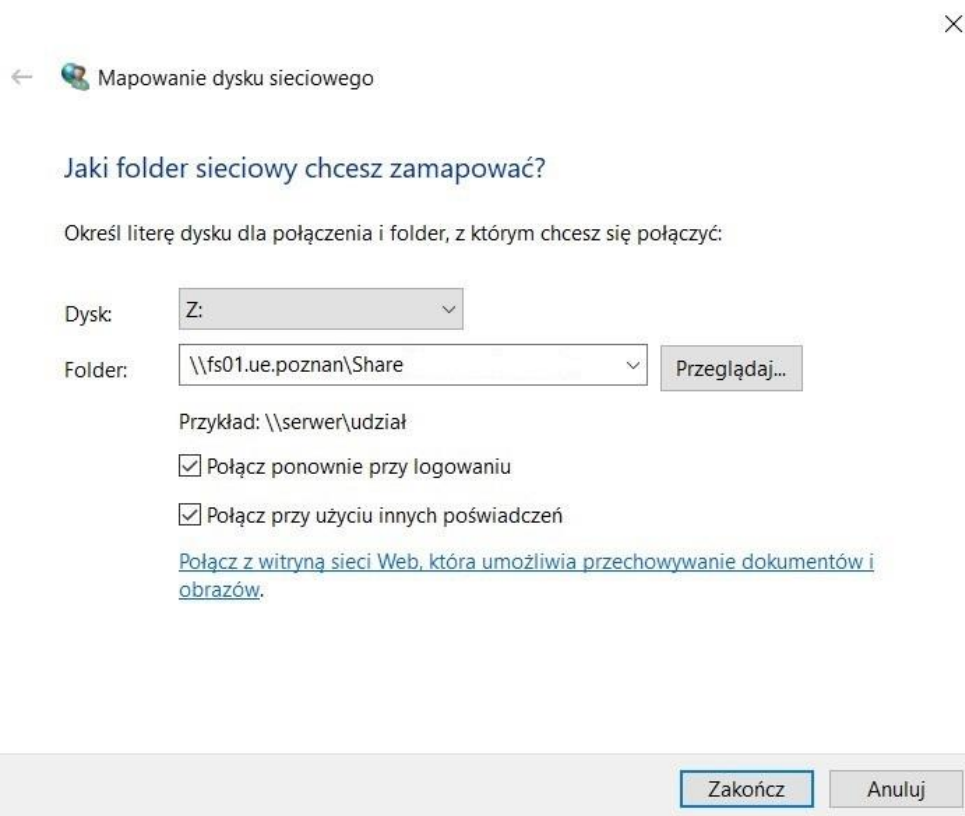 Mapowanie dysku sieciowego
Jaki folder sieciowy chcesz zamapować?
Określ literę dysku dla połączenia i folder, z którym chcesz się połączyć:
Dysk: Z:
Folder: \\fs01.ue.poznan\Share Przeglądaj...
Przykład: \\serwer\udział
Połącz ponownie przy logowaniu
Połącz przy użyciu innych poświadczeń
Połącz z witryną sieci Web, która umożliwia przechowywanie dokumentów i
obrazów.
Zakończ Anuluj